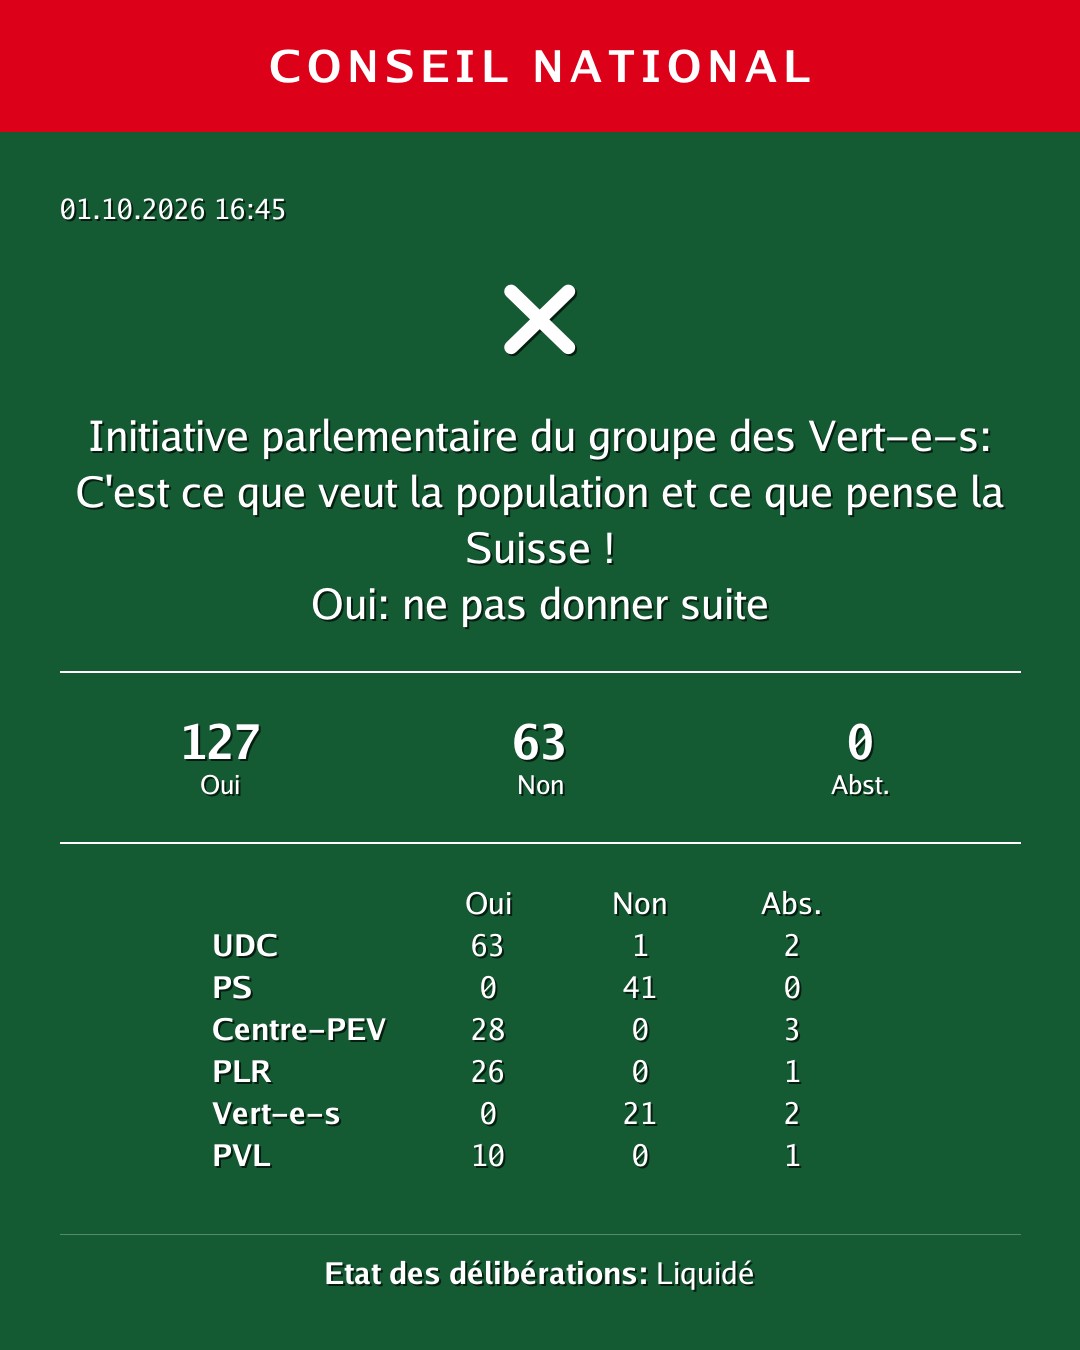 CONSEIL NATIONAL
01.10.2026 16:45
Initiative parlementaire du groupe des Vert-e-s:
C'est ce que veut la population et ce que pense la
Suisse !
Oui: ne pas donner suite
127 63 0
Oui Non Abst.
Oui Non Abs.
UDC 63 1 2
PS 0 41 0
Centre-PEV 28 0 3
PLR 26 0 1
Vert-e-s 0 21 2
PVL 10 0 1
Etat des délibérations: Liquidé